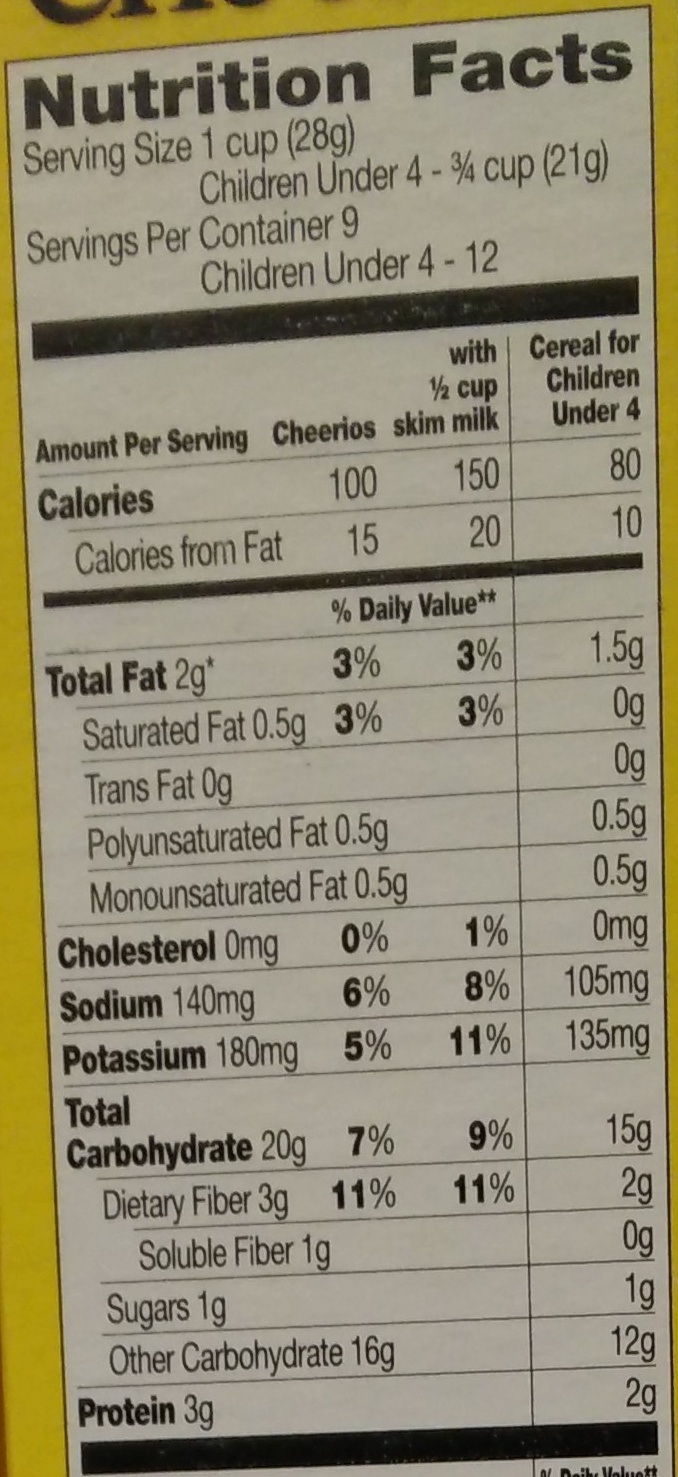 Nutrition Facts
Serving Size 1 cup (28g)
Children Under 4 - ¾ cup (21g)
Servings Per Container 9
Children Under 4 - 12
Amount Per Serving Cheerios with ½ cup skim milk Cereal for Children Under 4
Calories 100 150 80
Calories from Fat 15 20 10
% Daily Value**
Total Fat 2g* 3% 3% 1.5g
Saturated Fat 0.5g 3% 3% 0g
Trans Fat 0g 0g
Polyunsaturated Fat 0.5g 0.5g
Monounsaturated Fat 0.5g 0.5g
Cholesterol 0mg 0% 1% 0mg
Sodium 140mg 6% 8% 105mg
Potassium 180mg 5% 11% 135mg
Total
Carbohydrate 20g 7% 9% 15g
Dietary Fiber 3g 11% 11% 2g
Soluble Fiber 1g 0g
Sugars 1g 1g
Other Carbohydrate 16g 12g
Protein 3g 2g